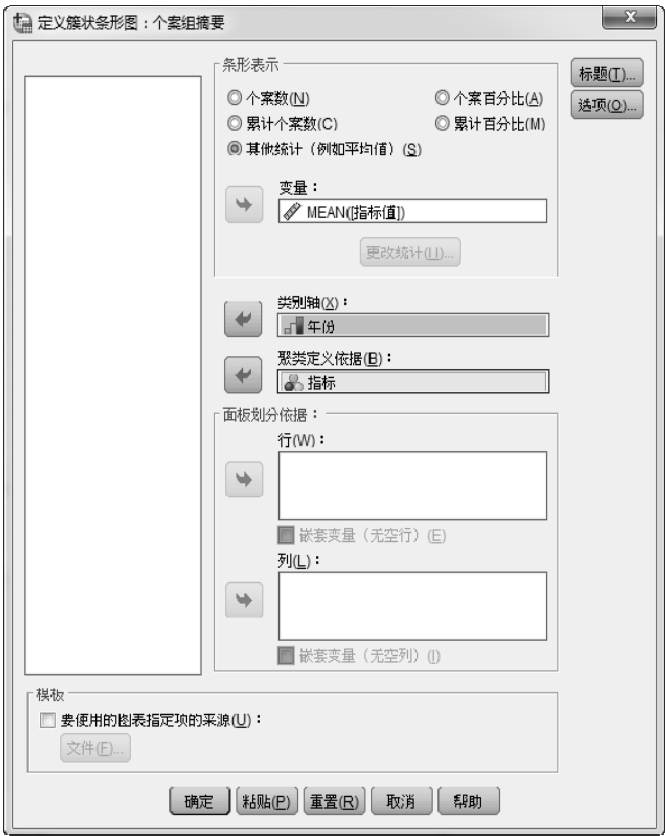 定义簇状条形图：个案组摘要
条形表示
个案数(N)
个案百分比(A)
累计个案数(C)
累计百分比(M)
其他统计（例如平均值）(S)
变量：
MEAN([指标值])
更改统计(U)...
类别轴(X)：
年份
聚类定义依据(B)：
指标
面板划分依据：
行(W)：
嵌套变量（无空行）(E)
列(L)：
嵌套变量（无空列）(I)
标题(T)...
选项(O)...
模板
要使用的图表指定项的来源(U)：
文件(F)...
确定
粘贴(P)
重置(R)
取消
帮助